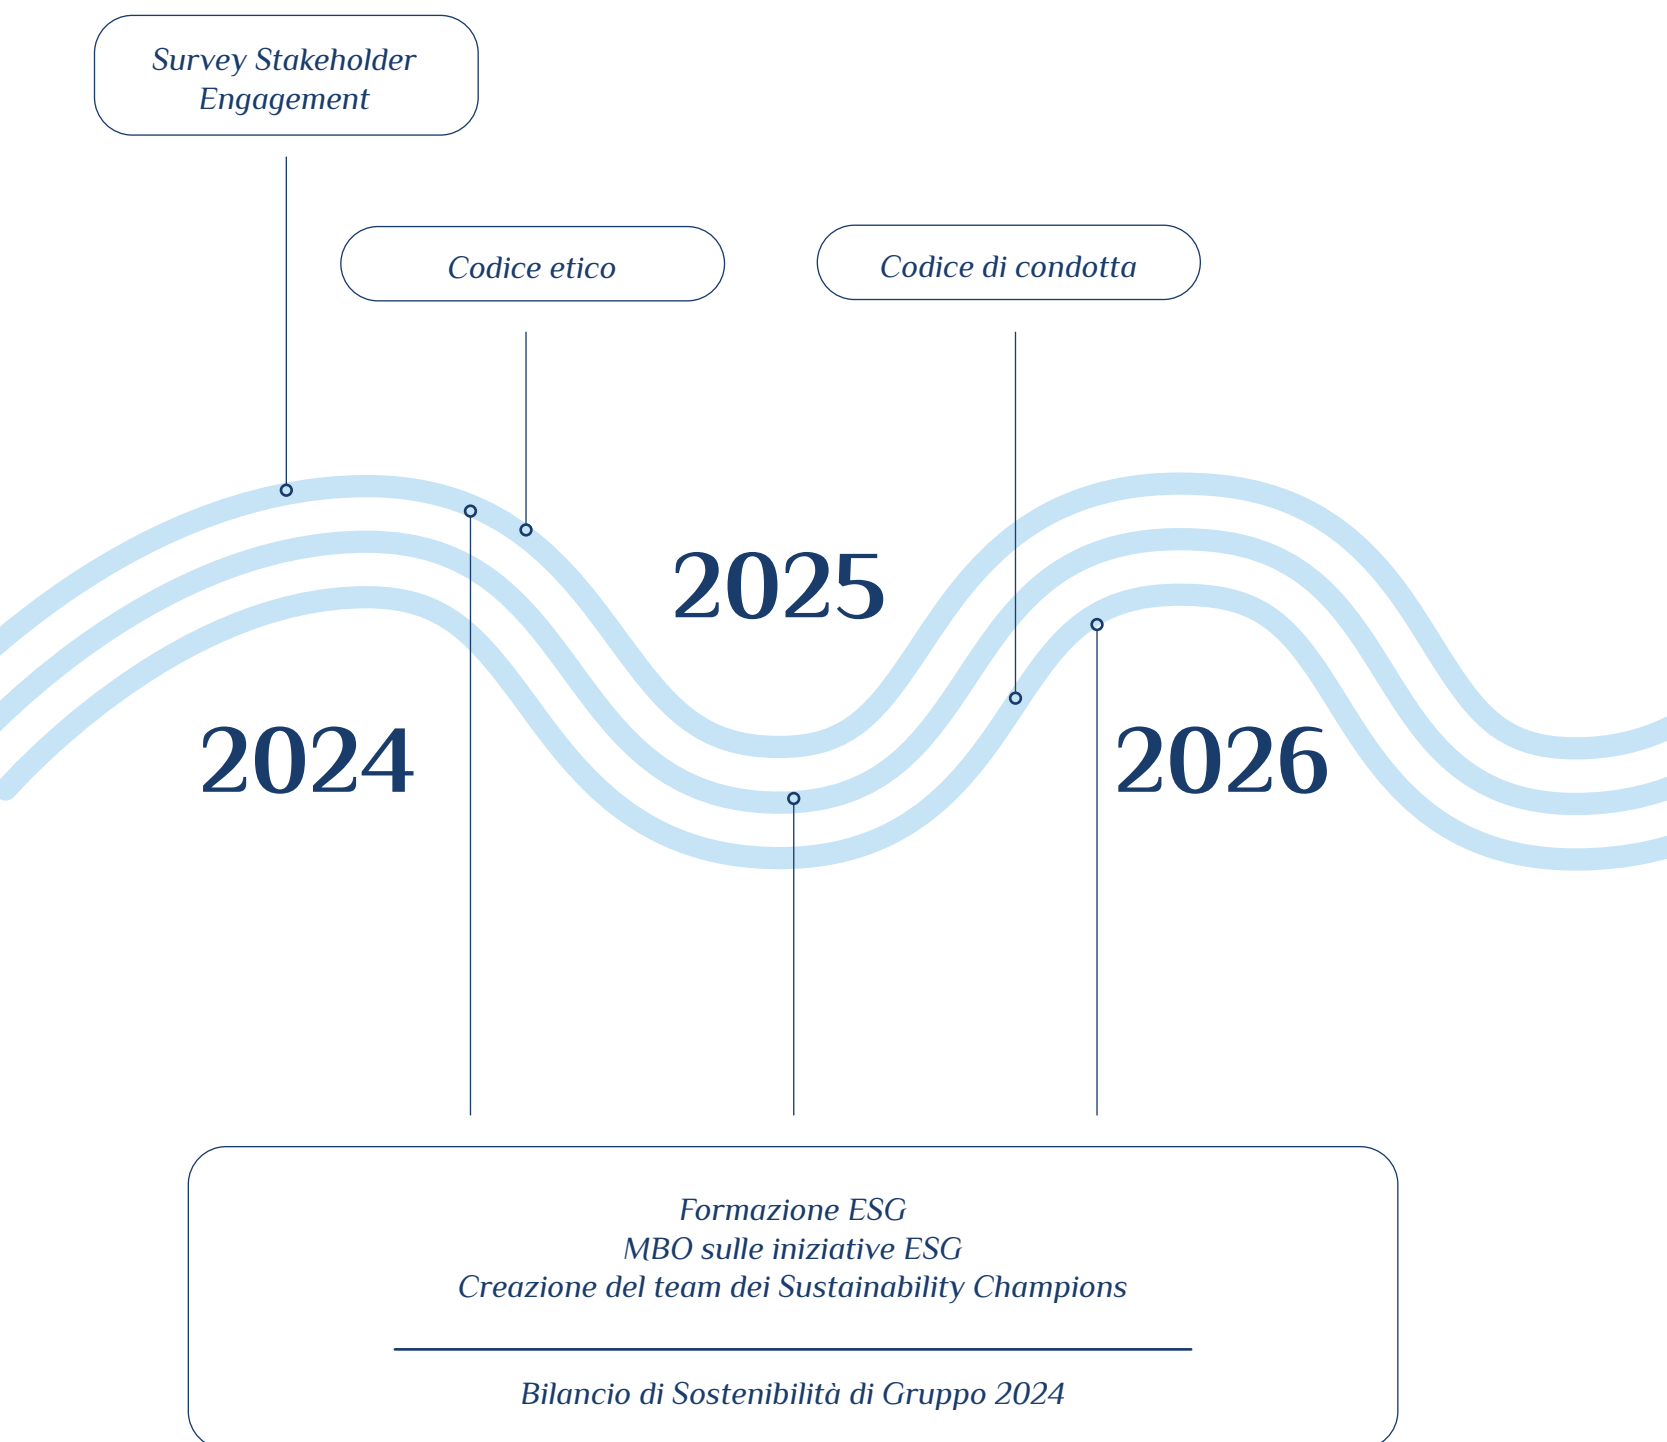 Survey Stakeholder
Engagement
Codice etico
Codice di condotta
2025
2024
2026
Formazione ESG
MBO sulle iniziative ESG
Creazione del team dei Sustainability Champions
Bilancio di Sostenibilità di Gruppo 2024